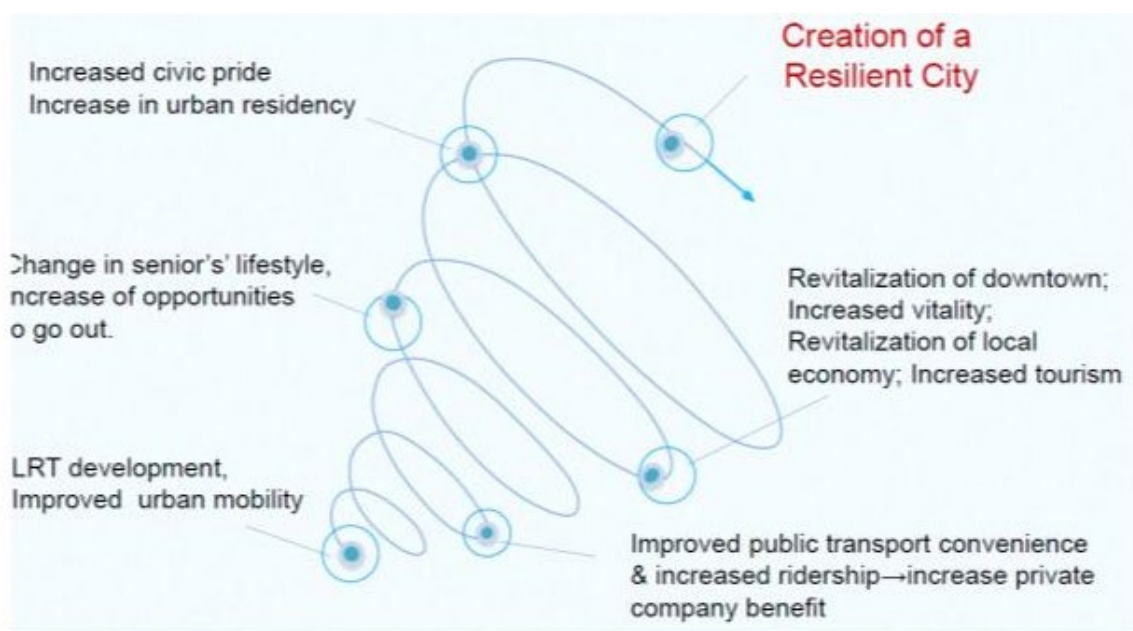 Creation of a
Resilient City
Increased civic pride
Increase in urban residency
Change in senior's' lifestyle,
ncrease of opportunities
o go out.
Revitalization of downtown;
Increased vitality;
Revitalization of local
economy; Increased tourism
LRT development,
Improved urban mobility
Improved public transport convenience
& increased ridership→increase private
company benefit